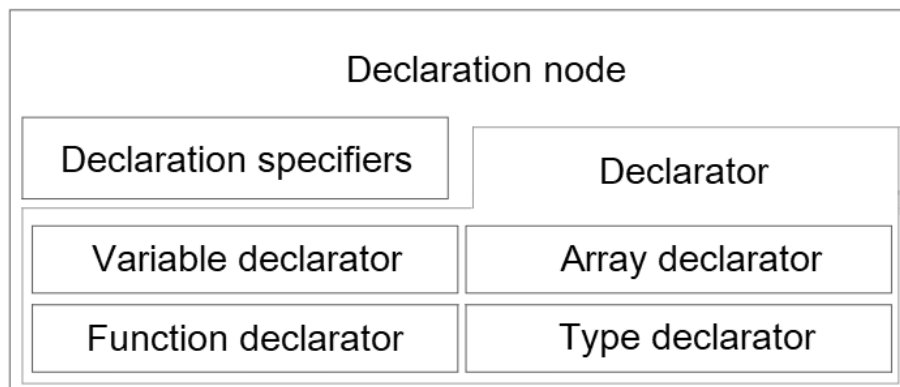 Declaration node
Declaration specifiers
Declarator
Variable declarator
Array declarator
Function declarator
Type declarator